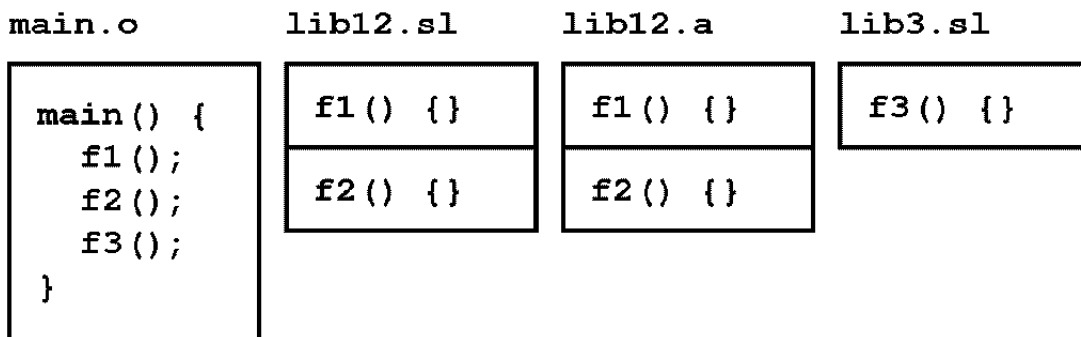 main.o lib12.sl lib12.a lib3.sl
main() {
f1();
f2();
f3();
}
f1() {}
f2() {}
f1() {}
f2() {}
f3() {}